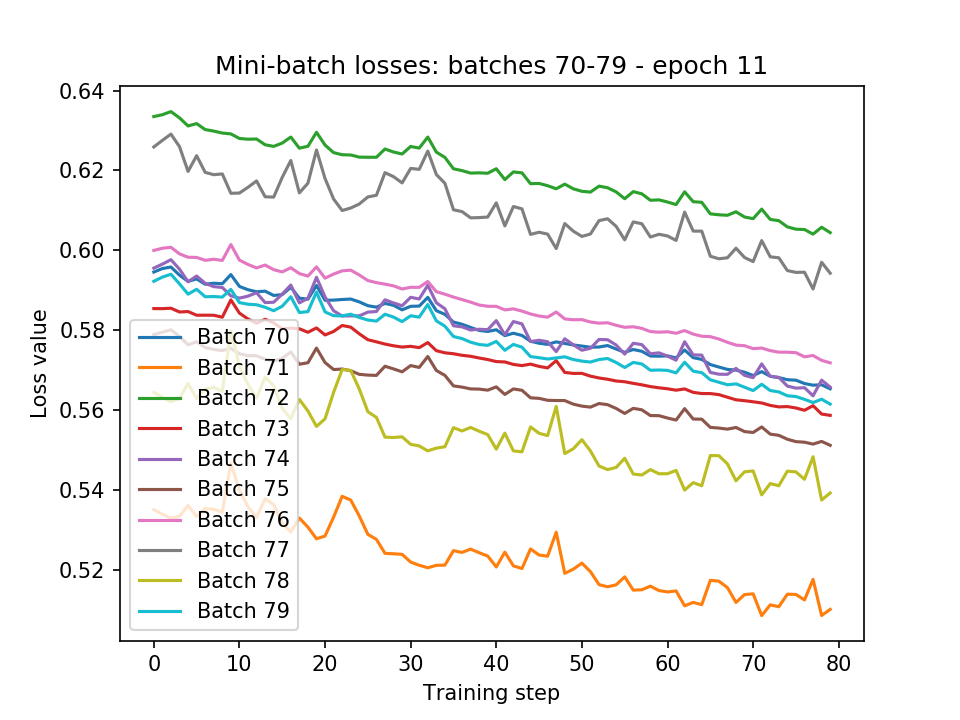 Mini-batch losses: batches 70-79 - epoch 11
0.64
0.62
0.60
0.58
0.56
0.54
0.52
Loss value
Batch 70
Batch 71
Batch 72
Batch 73
Batch 74
Batch 75
Batch 76
Batch 77
Batch 78
Batch 79
0 10 20 30 40 50 60 70 80
Training step